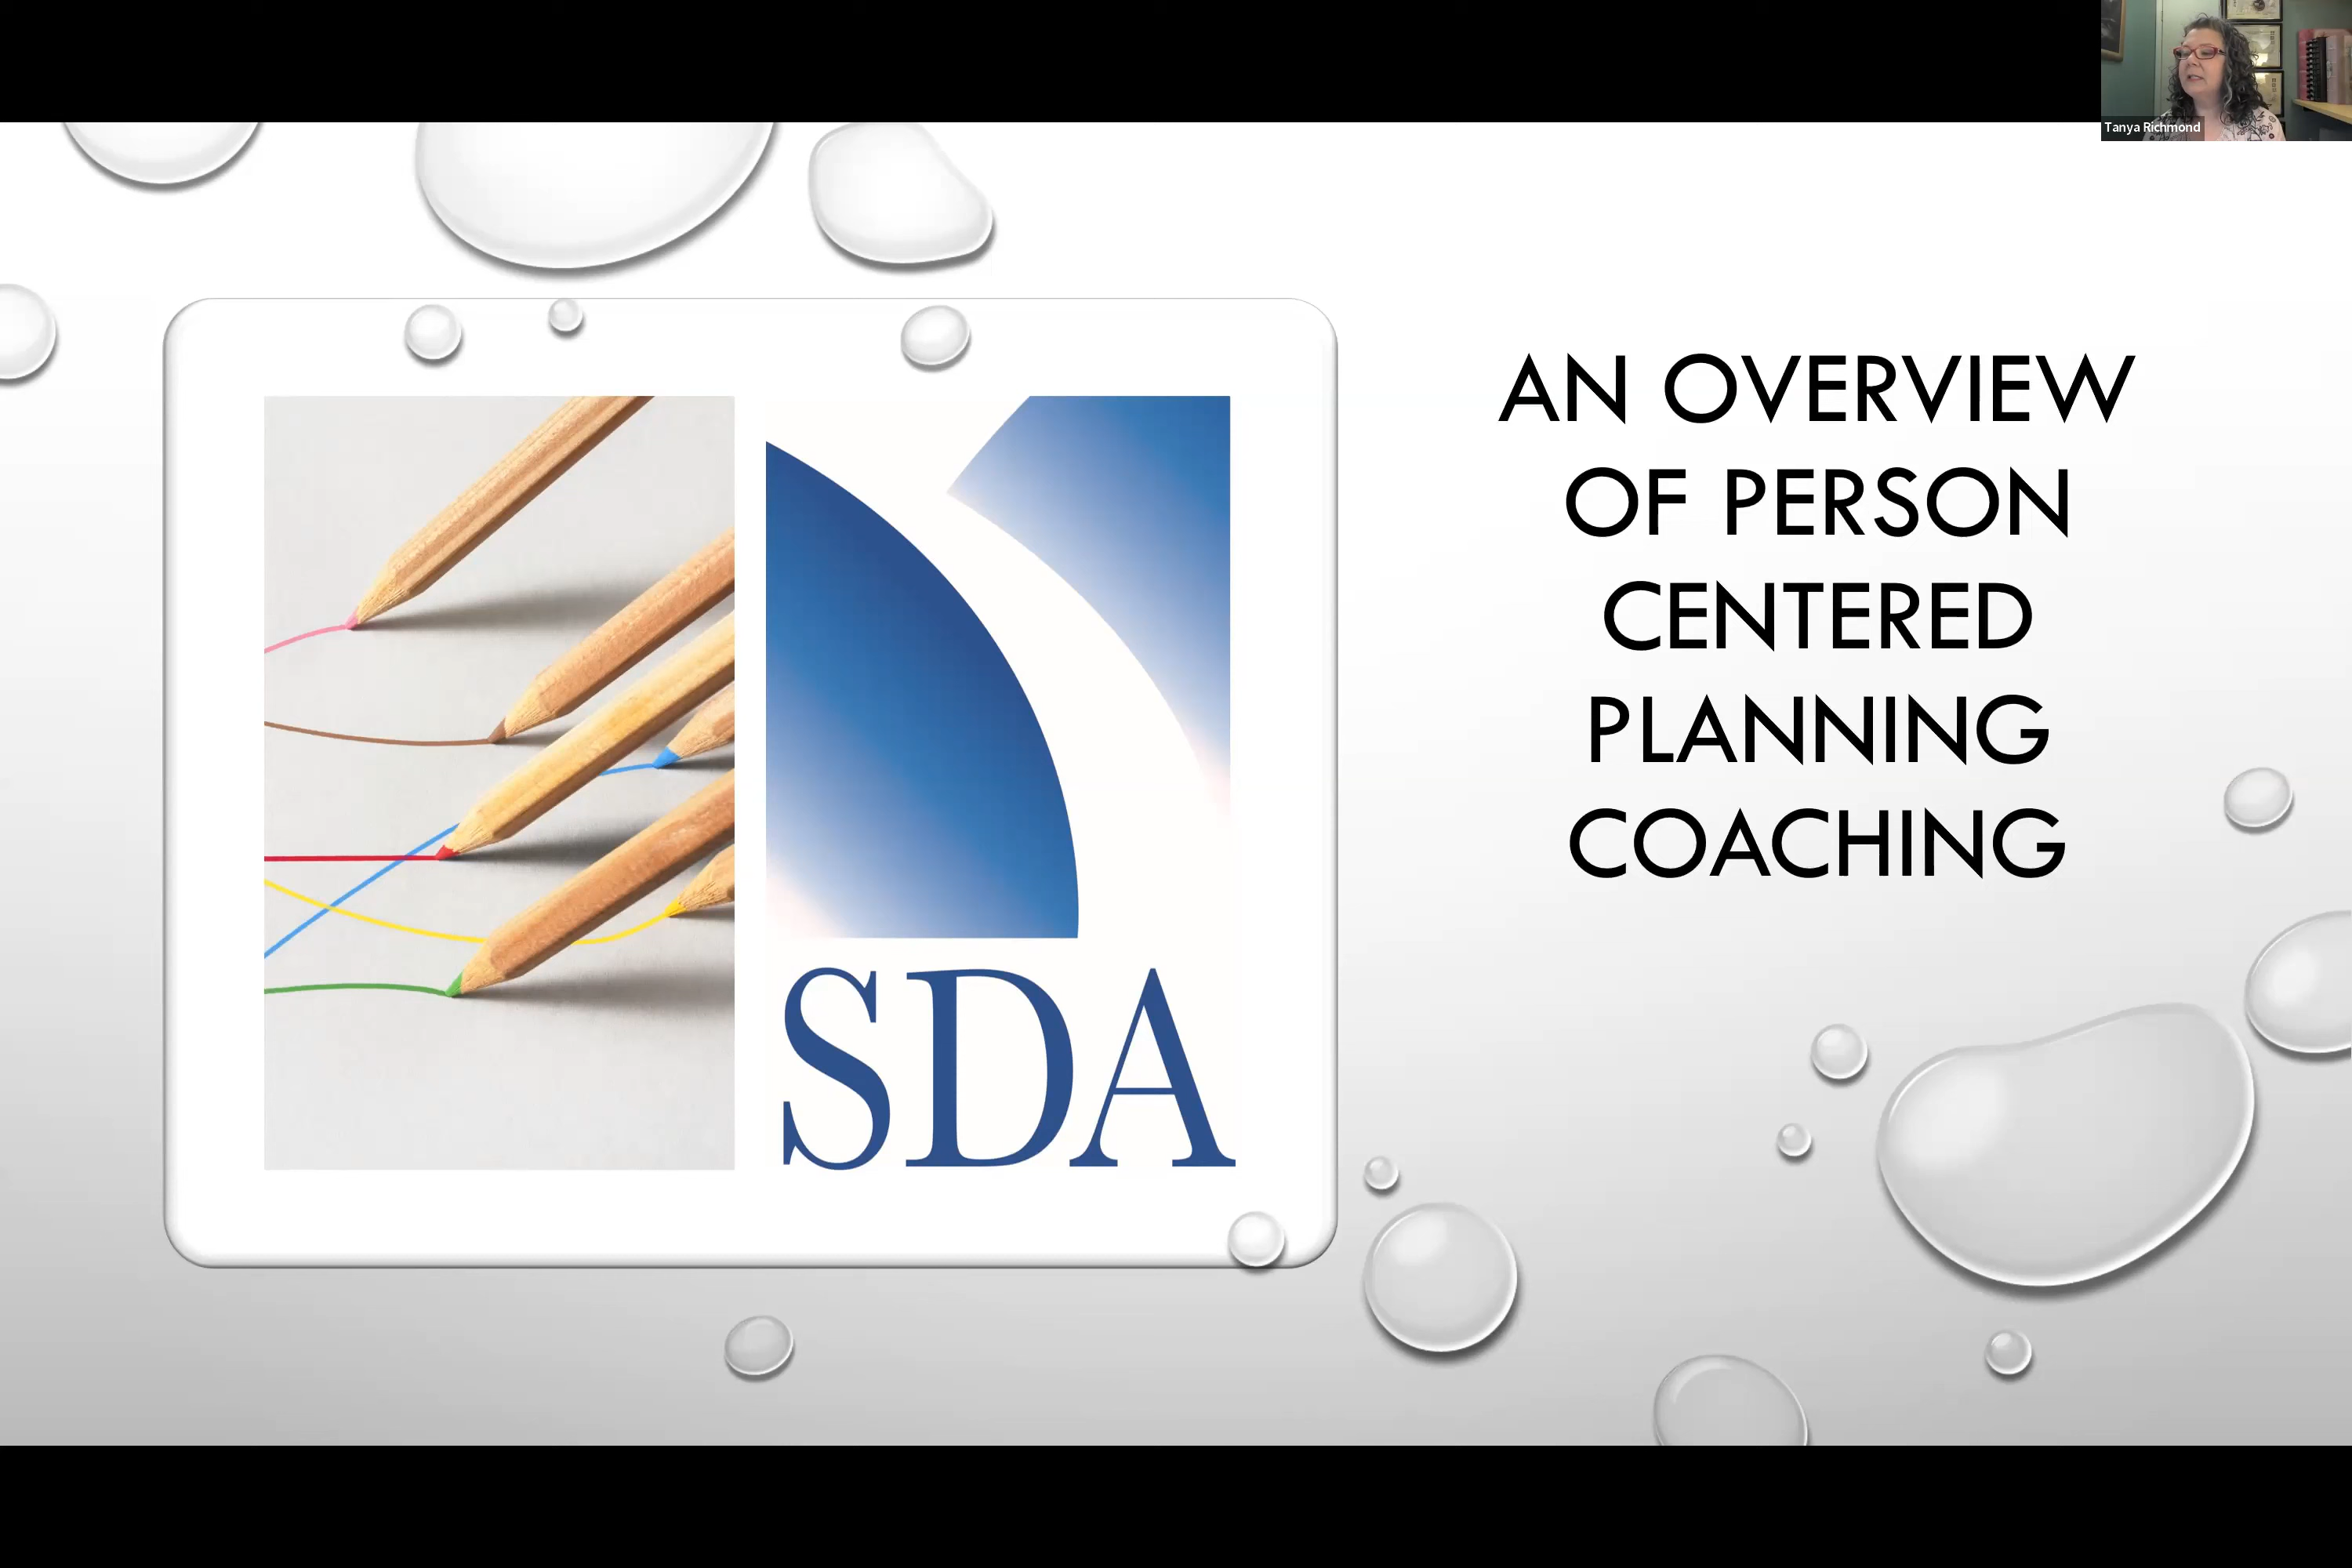 Tanya Richmond
AN OVERVIEW
OF PERSON
CENTERED
PLANNING
COACHING
SDA